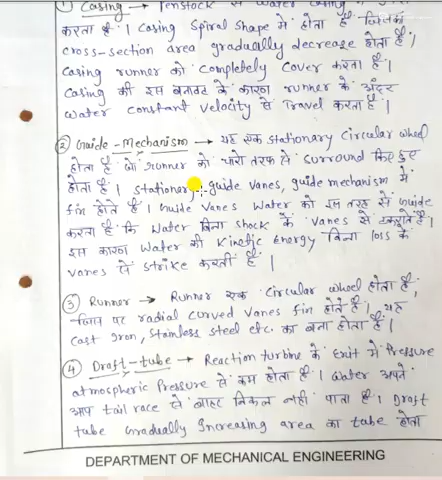 ① Casing → Penstock से water casing में
करता है। Casing spiral shape में होता है जिसका
cross-section area gradually decrease होता है।
Casing runner को completely cover करता है।
Casing की इस बनावट के कारण runner के अंदर
water constant velocity से Travel करता है।
② Guide-Mechanism → यह एक stationary circular wheel
होता है जो runner को चारो तरफ से surround किए हुए
होता है। stationary guide vanes, guide mechanism में
fix होते है। Guide vanes water को इस तरह से Guide
करता है कि water बिना shock के vanes से टकराते है।
इस कारण water की kinetic energy बिना loss के
vanes से strike करती है।
③ Runner → Runner एक circular wheel होता है,
जिस पर radial curved vanes fix होते है। यह
cast iron, stainless steel etc. का बना होता है।
④ Draft-tube → Reaction turbine के Exit में Pressure
atmospheric pressure से कम होता है। water अपने
आप tail race से बाहर निकल नहीं पाता है। Draft
tube Gradually Increasing area का tube होता
DEPARTMENT OF MECHANICAL ENGINEERING